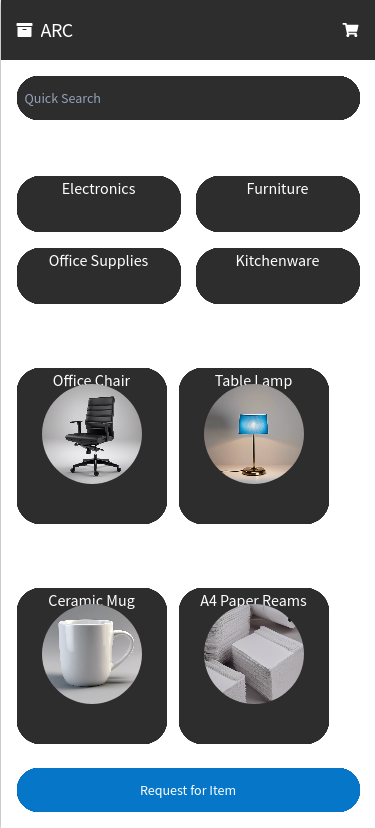 ARC
Quick Search
Electronics
Furniture
Office Supplies
Kitchenware
Office Chair
Table Lamp
Ceramic Mug
A4 Paper Reams
Request for Item